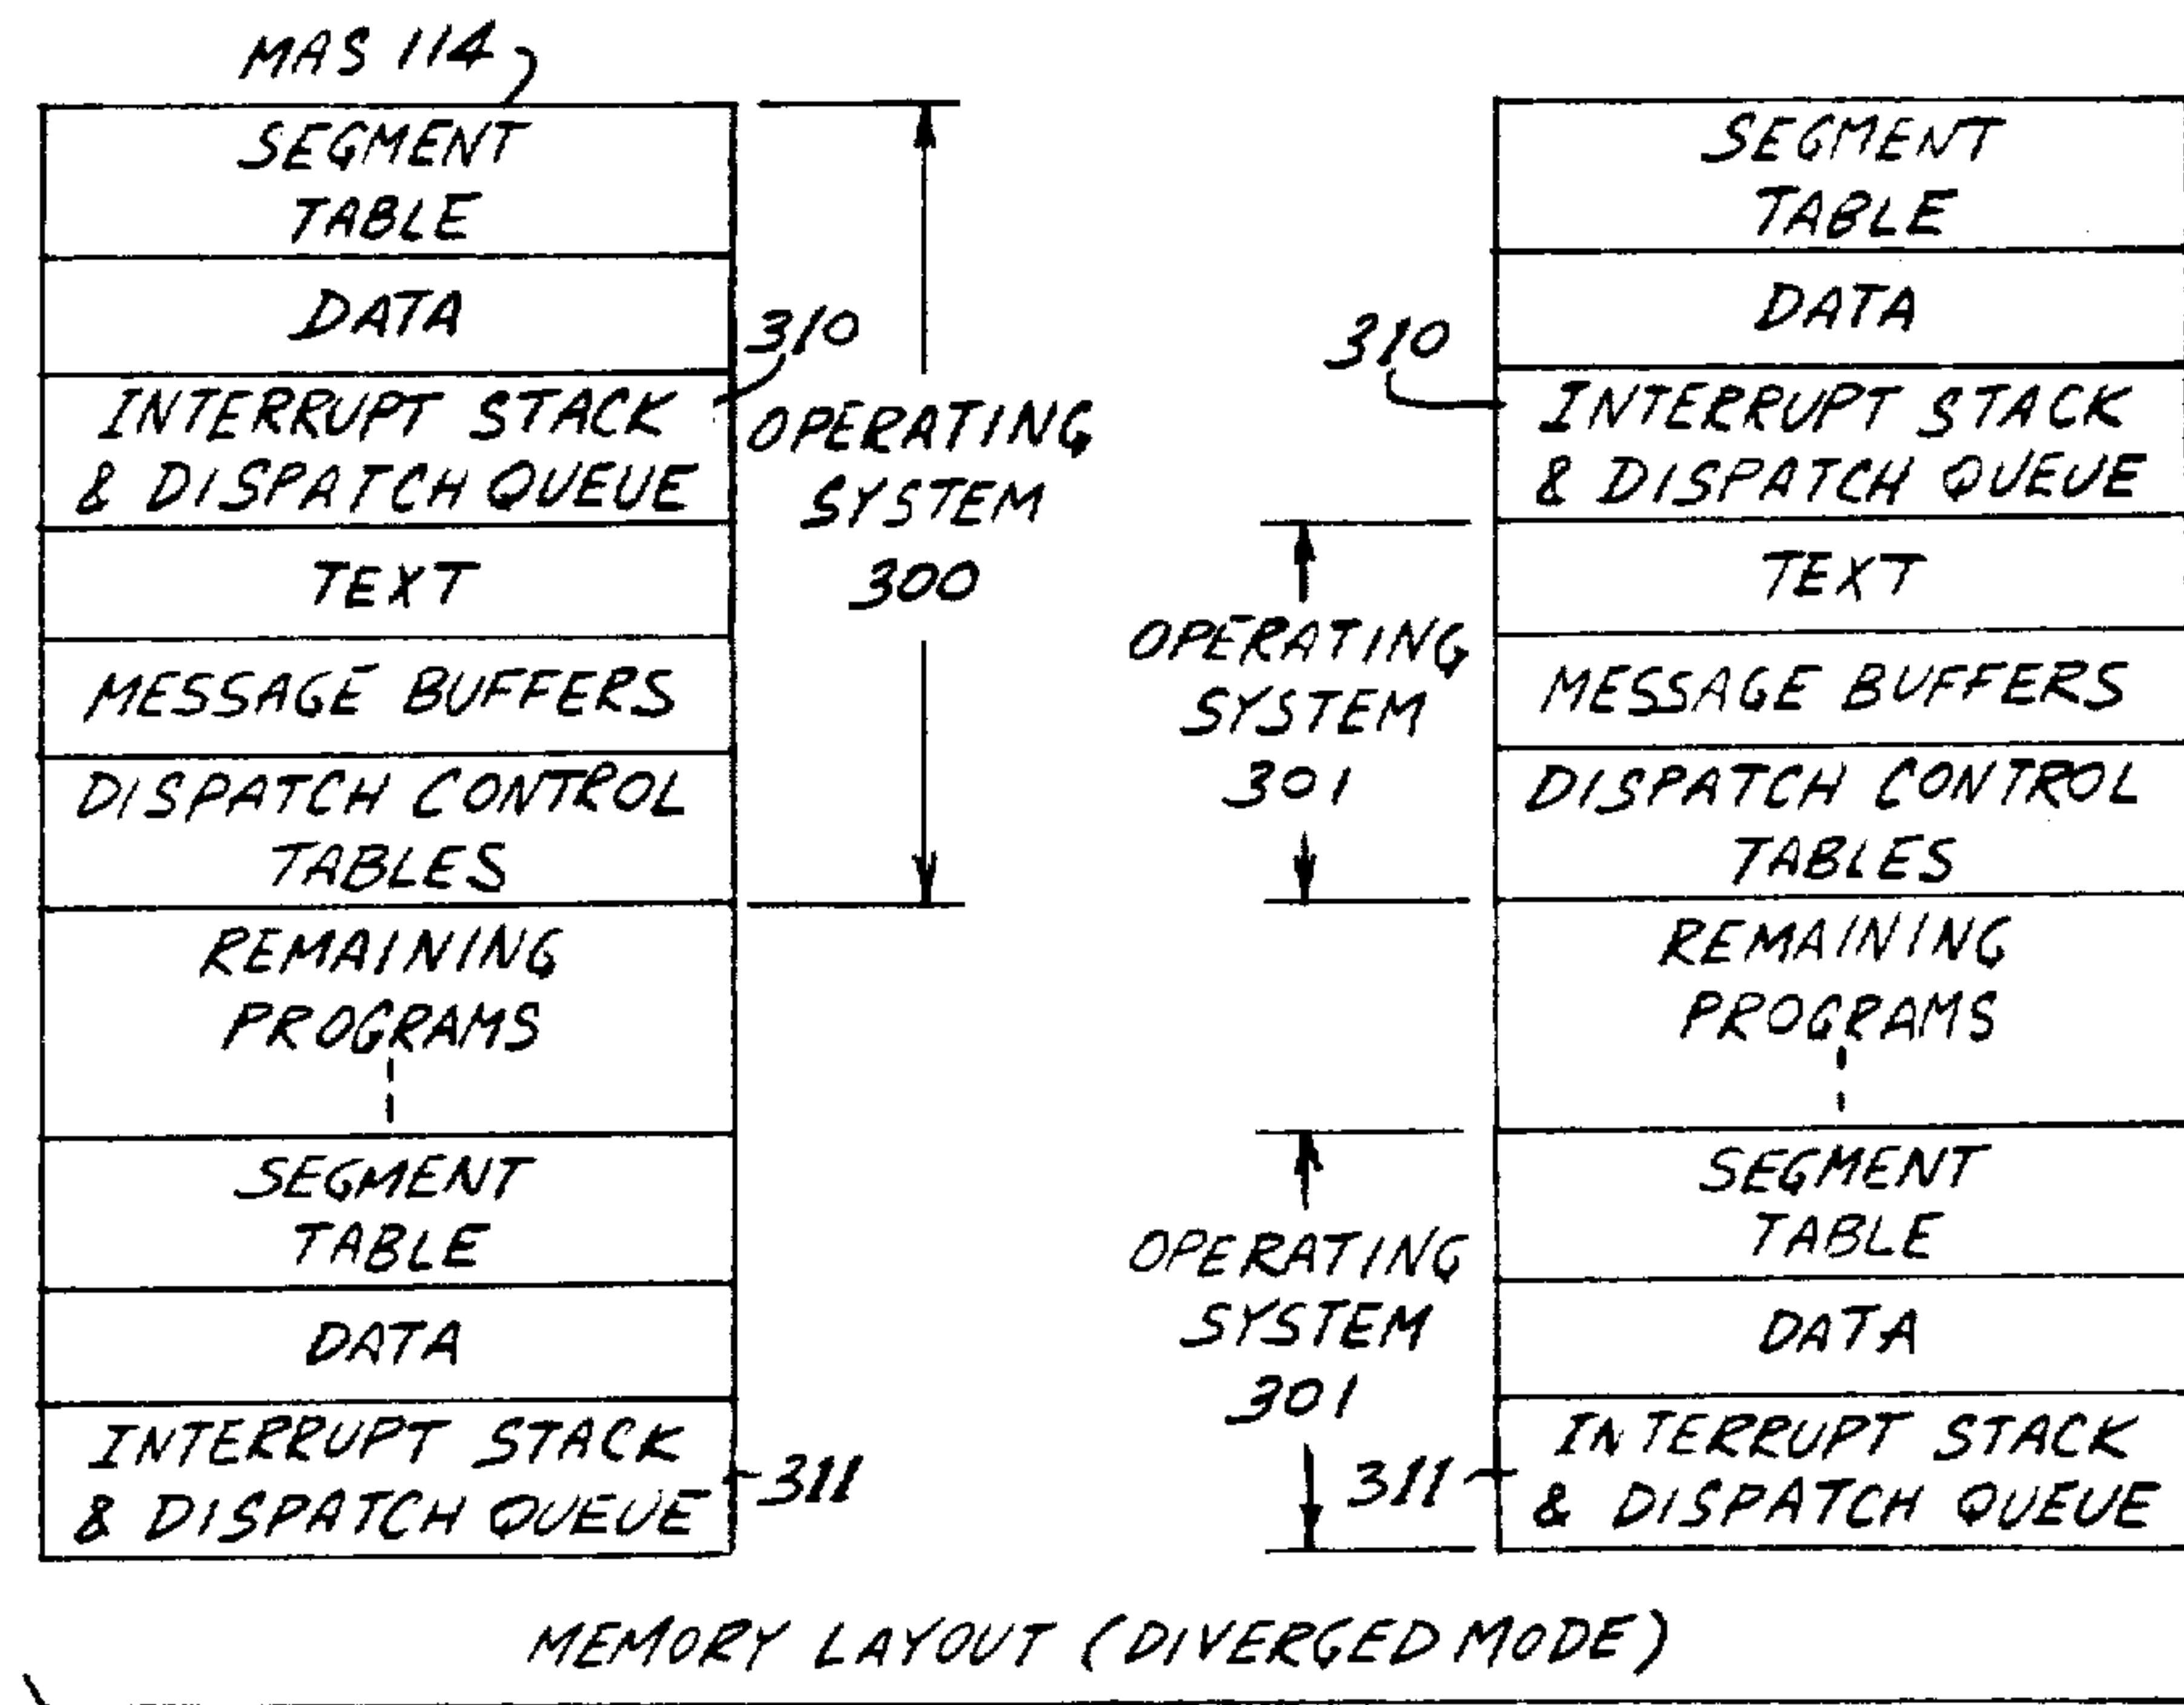 MAS 114
SEGMENT
TABLE
DATA
310
INTERRUPT STACK
& DISPATCH QUEUE
TEXT
MESSAGE BUFFERS
DISPATCH CONTROL
TABLES
REMAINING
PROGRAMS
SEGMENT
TABLE
DATA
INTERRUPT STACK
& DISPATCH QUEUE
311
OPERATING
SYSTEM
300
SEGMENT
TABLE
DATA
310
INTERRUPT STACK
& DISPATCH QUEUE
TEXT
MESSAGE BUFFERS
DISPATCH CONTROL
TABLES
OPERATING
SYSTEM
301
REMAINING
PROGRAMS
SEGMENT
TABLE
DATA
INTERRUPT STACK
& DISPATCH QUEUE
OPERATING
SYSTEM
301
311
MEMORY LAYOUT (DIVERGED MODE)